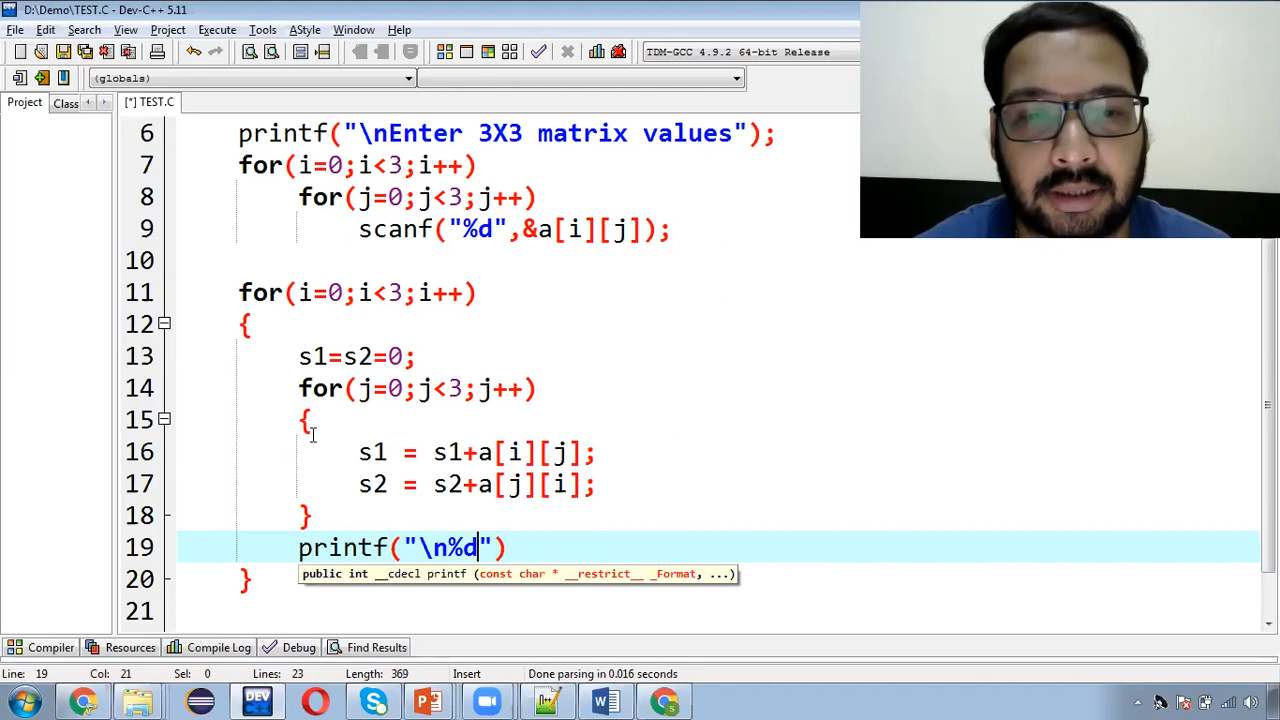 D:\Demo\TEST.C - Dev-C++ 5.11
File Edit Search View Project Execute Tools AStyle Window Help
TDM-GCC 4.9.2 64-bit Release
(globals)
Project Class [*] TEST.C
6 printf("\nEnter 3X3 matrix values");
7 for(i=0;i<3;i++)
8 for(j=0;j<3;j++)
9 scanf("%d",&a[i][j]);
10
11 for(i=0;i<3;i++)
12 {
13 s1=s2=0;
14 for(j=0;j<3;j++)
15 {
16 s1 = s1+a[i][j];
17 s2 = s2+a[j][i];
18 }
19 printf("\n%d")
public int __cdecl printf (const char * __restrict__ _Format, ...)
20 }
21
Compiler Resources Compile Log Debug Find Results
Line: 19 Col: 21 Sel: 0 Lines: 23 Length: 369 Insert Done parsing in 0.016 seconds
DEV